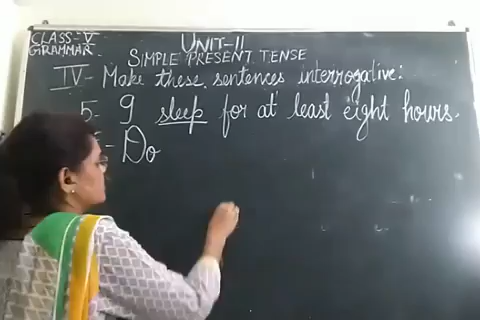 CLASS-V
GRAMMAR
UNIT-11
SIMPLE PRESENT TENSE
IV- Make these sentences interrogative:
5- I sleep for at least eight hours.
- Do